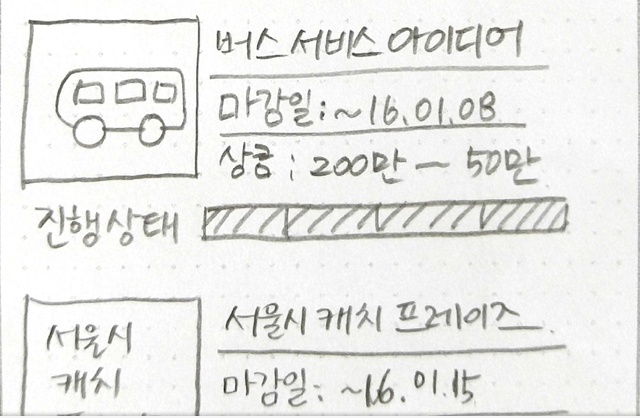 버스 서비스 아이디어
마감일: ~16.01.08
상콤: 200만 — 50만
진행상태
서울시
캐치
서울시 캐치 프레이즈
마감일: ~16.01.15